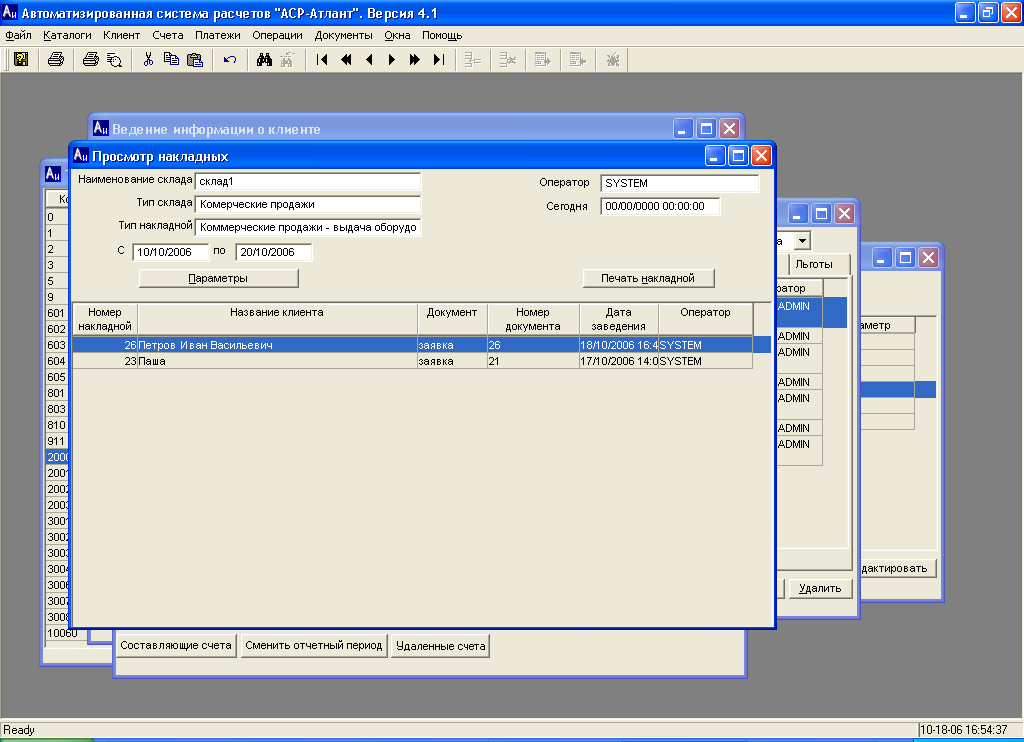 Автоматизированная система расчетов "АСР-Атлант". Версия 4.1
Файл Каталоги Клиент Счета Платежи Операции Документы Окна Помощь
Ведение информации о клиенте
Просмотр накладных
Наименование склада склад1 Оператор SYSTEM
Тип склада Комерческие продажи Сегодня 00/00/0000 00:00:00
Тип накладной Коммерческие продажи - выдача оборудо
С 10/10/2006 по 20/10/2006
Параметры Печать накладной
Номер накладной Название клиента Документ Номер документа Дата заведения Оператор
26 Петров Иван Васильевич заявка 26 18/10/2006 16:4 SYSTEM
23 Паша заявка 21 17/10/2006 14:0 SYSTEM
0
1
2
3
5
9
601
602
603
604
605
801
803
810
911
2000
2001
2002
2003
3001
3002
3003
3004
3006
3007
3008
10060
Льготы
ADMIN
ADMIN
ADMIN
ADMIN
ADMIN
ADMIN
ADMIN
Удалить
Составляющие счета Сменить отчетный период Удаленные счета
Ready 10-18-06 16:54:37